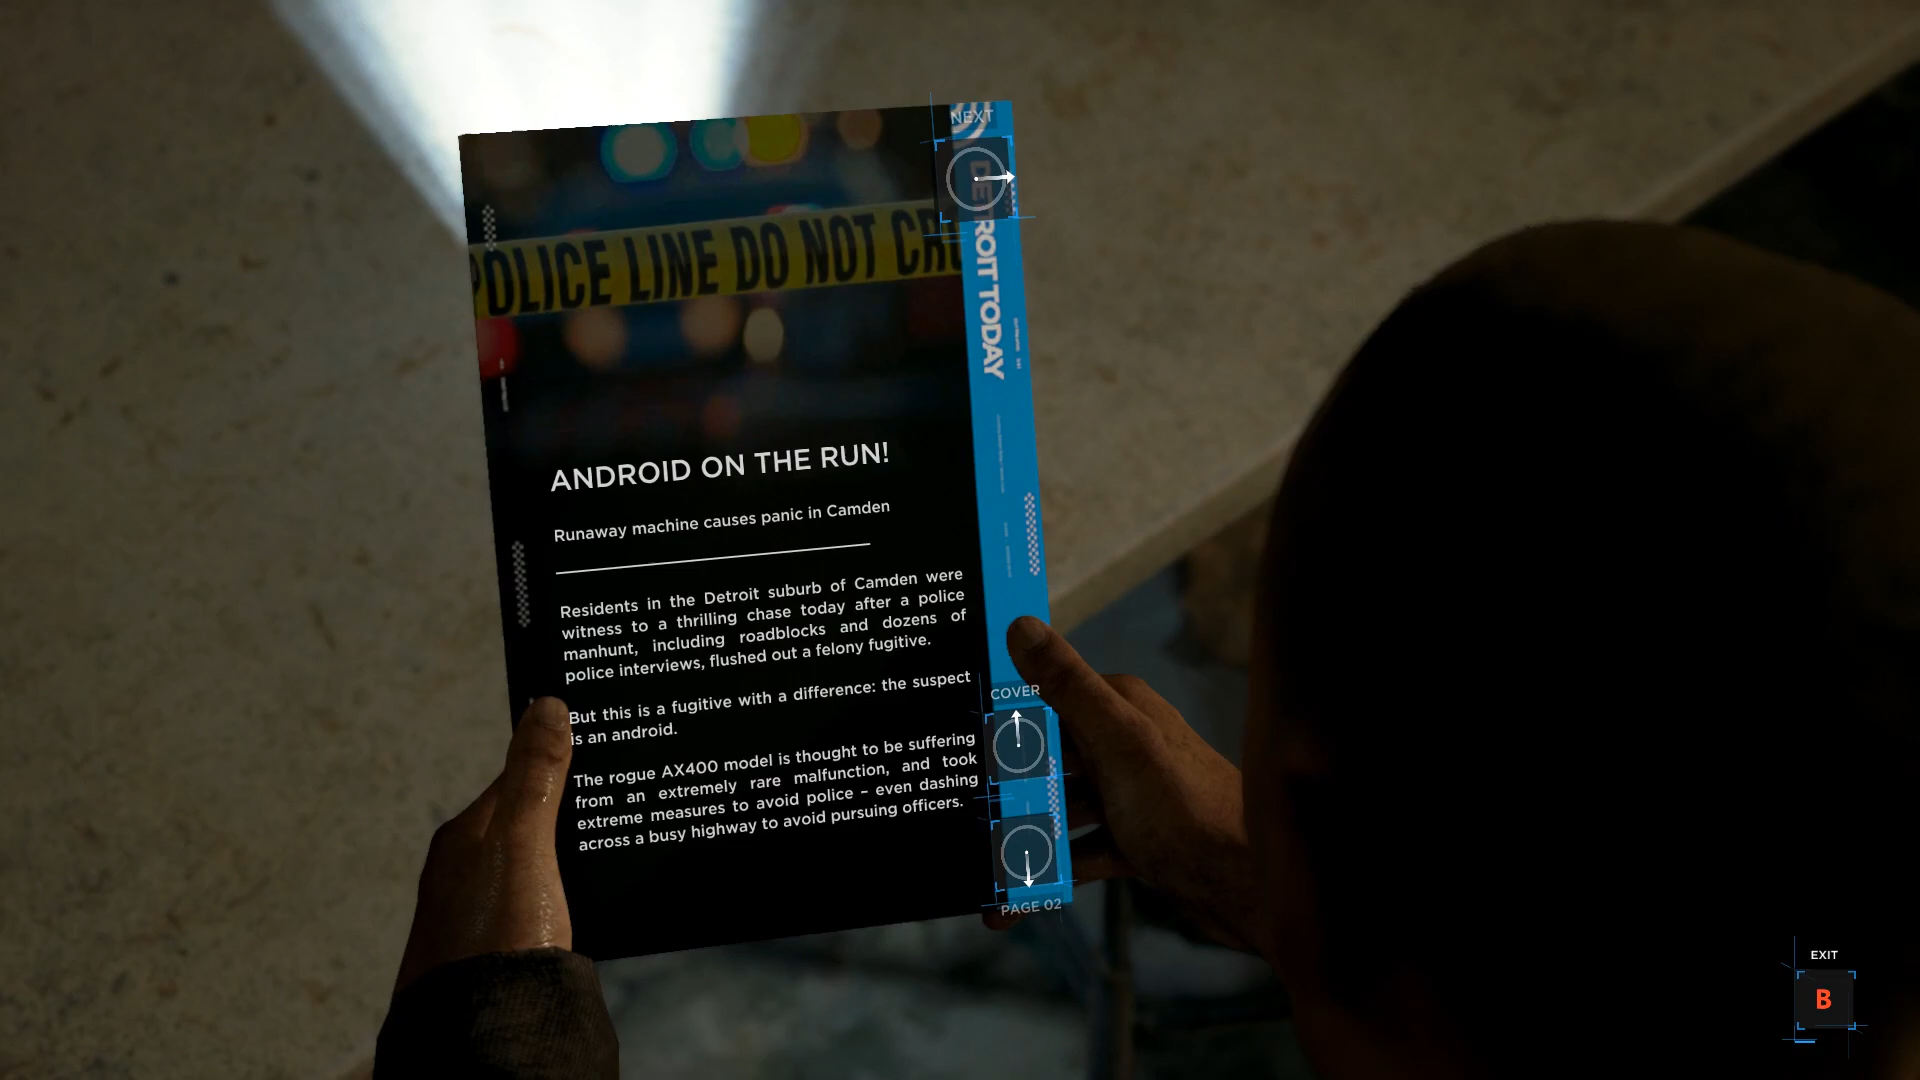 NEXT
DETROIT TODAY
POLICE LINE DO NOT
ANDROID ON THE RUN!
Runaway machine causes panic in Camden
Residents in the Detroit suburb of Camden were
witness to a thrilling chase today after a police
manhunt, including roadblocks and dozens of
police interviews, flushed out a felony fugitive.
But this is a fugitive with a difference: the suspect
is an android.
The rogue AX400 model is thought to be suffering
from an extremely rare malfunction, and took
extreme measures to avoid police – even dashing
across a busy highway to avoid pursuing officers.
COVER
PAGE 02
EXIT
B